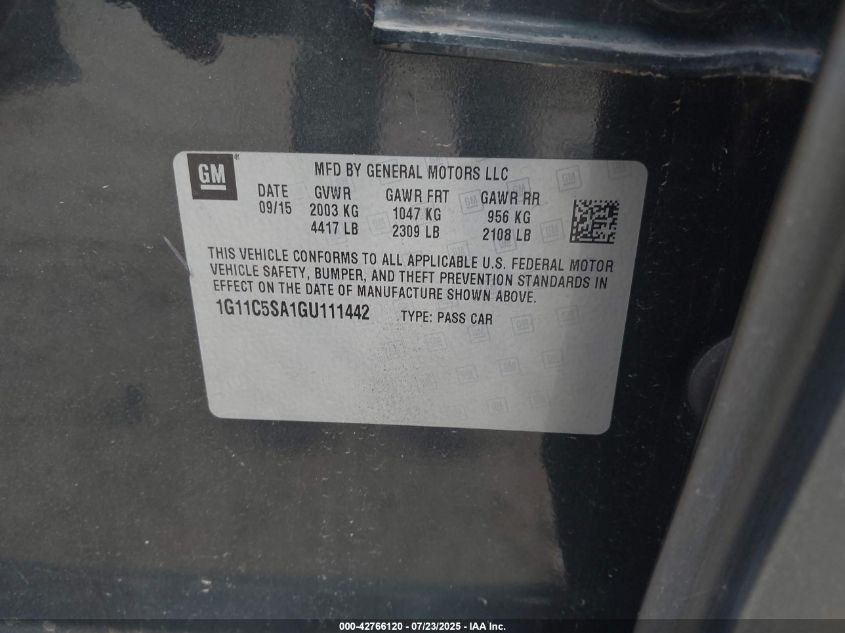 GM
MFD BY GENERAL MOTORS LLC
DATE GVWR GAWR FRT GAWR RR
09/15 2003 KG 1047 KG 956 KG
4417 LB 2309 LB 2108 LB
THIS VEHICLE CONFORMS TO ALL APPLICABLE U.S. FEDERAL MOTOR
VEHICLE SAFETY, BUMPER, AND THEFT PREVENTION STANDARDS IN
EFFECT ON THE DATE OF MANUFACTURE SHOWN ABOVE.
1G11C5SA1GU111442 TYPE: PASS CAR
000-42766120 - 07/23/2025 - IAA Inc.